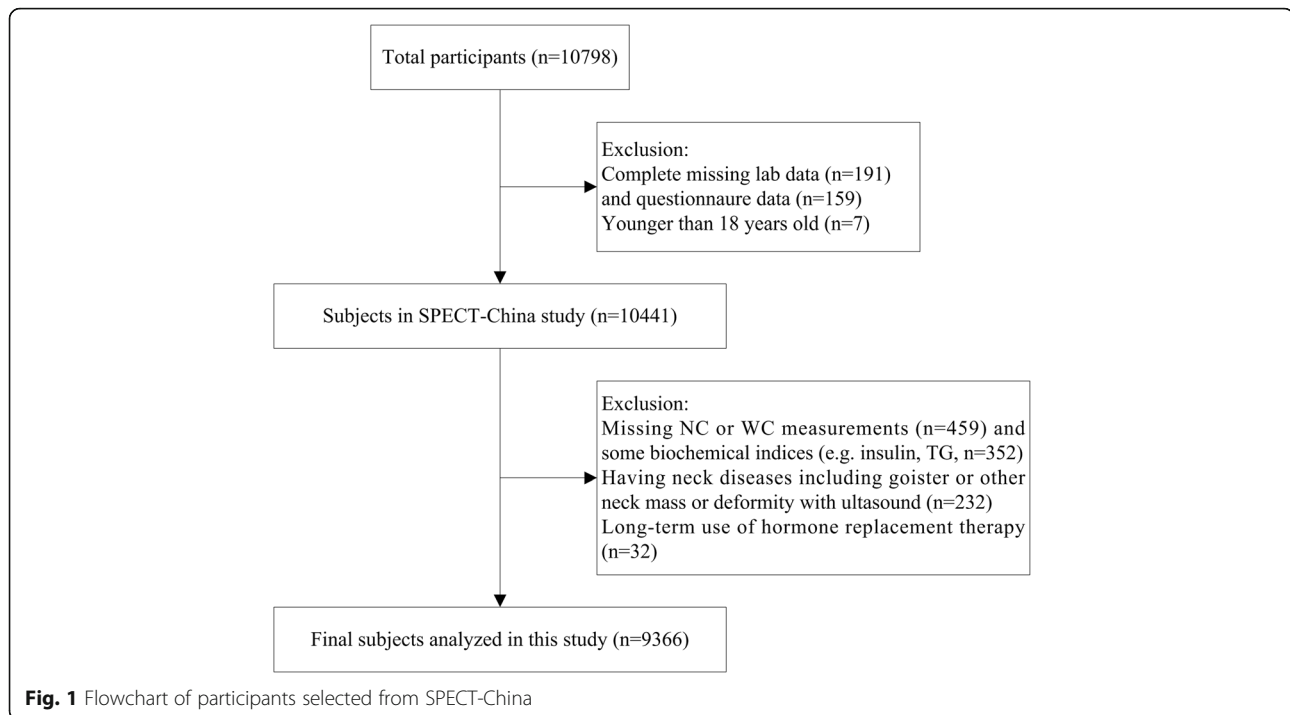 Total participants (n=10798)
Exclusion:
Complete missing lab data (n=191)
and questionnaure data (n=159)
Younger than 18 years old (n=7)
Subjects in SPECT-China study (n=10441)
Exclusion:
Missing NC or WC measurements (n=459) and
some biochemical indices (e.g. insulin, TG, n=352)
Having neck diseases including goister or other
neck mass or deformity with ultasound (n=232)
Long-term use of hormone replacement therapy
(n=32)
Final subjects analyzed in this study (n=9366)
Fig. 1 Flowchart of participants selected from SPECT-China